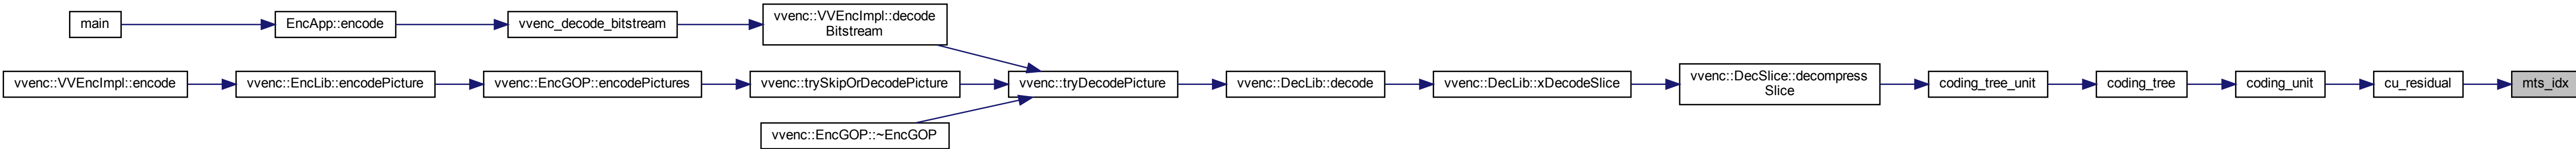 main
EncApp::encode
vvenc_decode_bitstream
vvenc::VVEncImpl::decode
Bitstream
vvenc::VVEncImpl::encode
vvenc::EncLib::encodePicture
vvenc::EncGOP::encodePictures
vvenc::trySkipOrDecodePicture
vvenc::tryDecodePicture
vvenc::DecLib::decode
vvenc::DecLib::xDecodeSlice
vvenc::DecSlice::decompress
Slice
coding_tree_unit
coding_tree
coding_unit
cu_residual
mts_idx
vvenc::EncGOP::~EncGOP